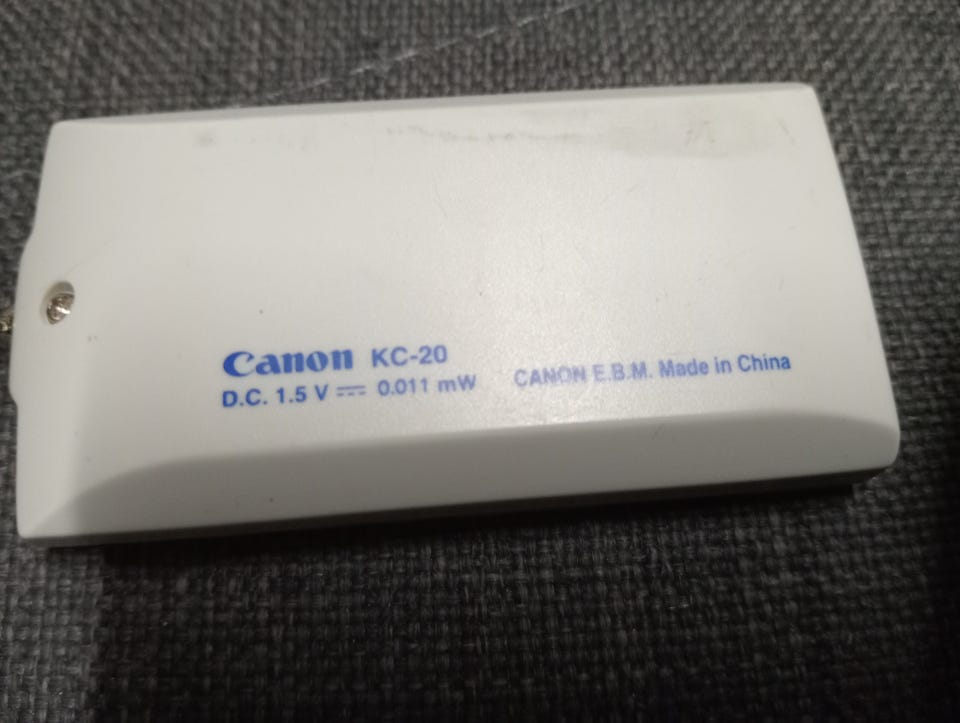 Canon KC-20
D.C. 1.5 V ⎓ 0.011 mW
CANON E.B.M. Made in China